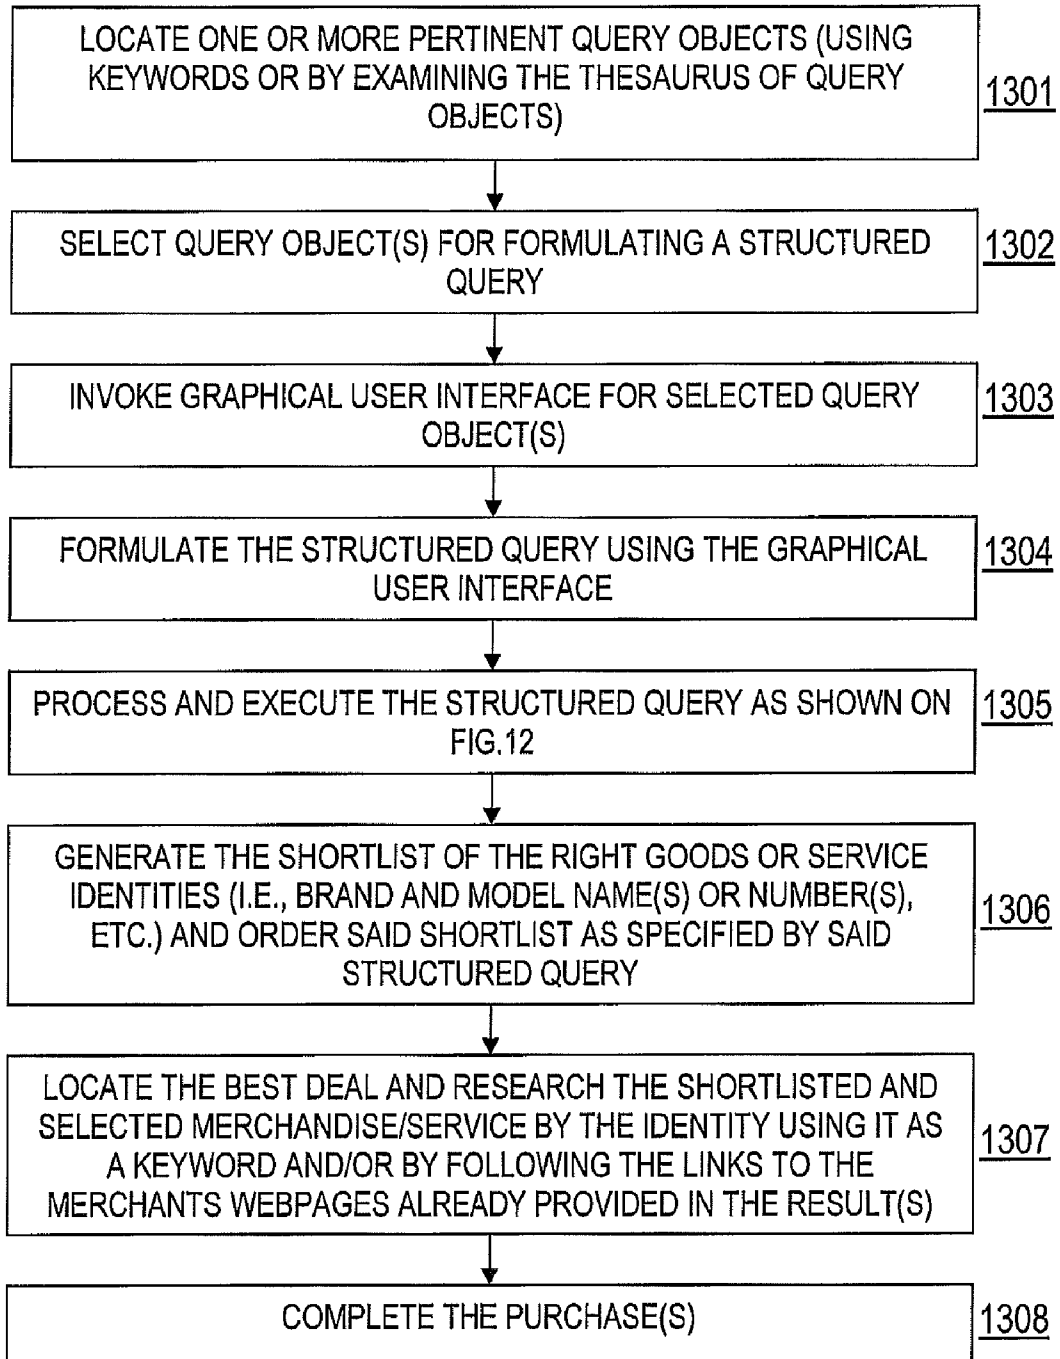 LOCATE ONE OR MORE PERTINENT QUERY OBJECTS (USING
KEYWORDS OR BY EXAMINING THE THESAURUS OF QUERY
OBJECTS)
1301
SELECT QUERY OBJECT(S) FOR FORMULATING A STRUCTURED
QUERY
1302
INVOKE GRAPHICAL USER INTERFACE FOR SELECTED QUERY
OBJECT(S)
1303
FORMULATE THE STRUCTURED QUERY USING THE GRAPHICAL
USER INTERFACE
1304
PROCESS AND EXECUTE THE STRUCTURED QUERY AS SHOWN ON
FIG.12
1305
GENERATE THE SHORTLIST OF THE RIGHT GOODS OR SERVICE
IDENTITIES (I.E., BRAND AND MODEL NAME(S) OR NUMBER(S),
ETC.) AND ORDER SAID SHORTLIST AS SPECIFIED BY SAID
STRUCTURED QUERY
1306
LOCATE THE BEST DEAL AND RESEARCH THE SHORTLISTED AND
SELECTED MERCHANDISE/SERVICE BY THE IDENTITY USING IT AS
A KEYWORD AND/OR BY FOLLOWING THE LINKS TO THE
MERCHANTS WEBPAGES ALREADY PROVIDED IN THE RESULT(S)
1307
COMPLETE THE PURCHASE(S)
1308